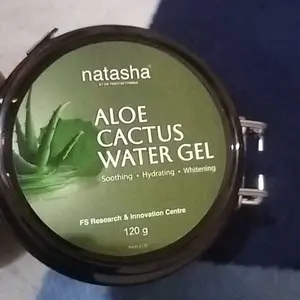 natasha
ALOE
CACTUS
WATER GEL
Soothing • Hydrating • Whitening
FS Research & Innovation Centre
120 g